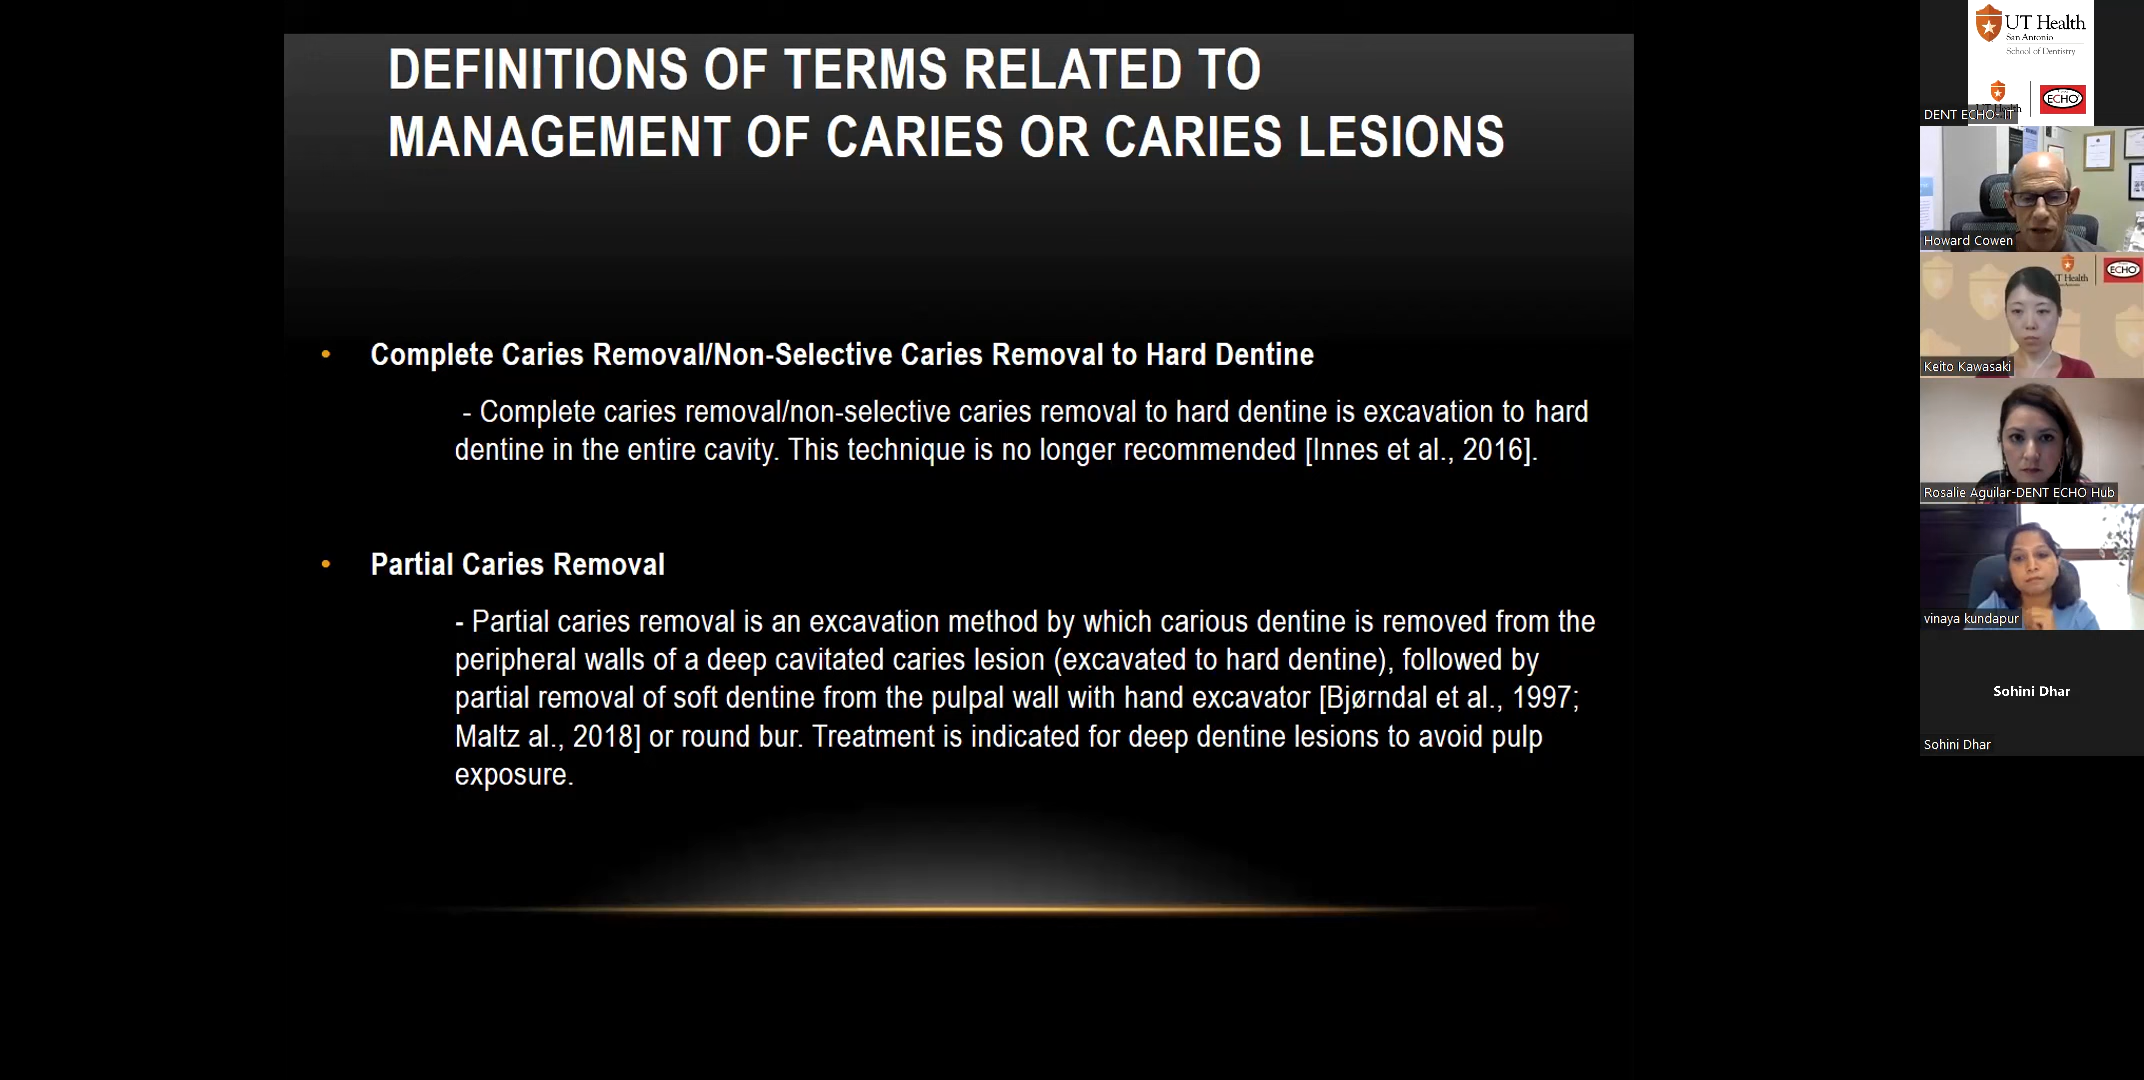 DEFINITIONS OF TERMS RELATED TO
MANAGEMENT OF CARIES OR CARIES LESIONS
• Complete Caries Removal/Non-Selective Caries Removal to Hard Dentine
- Complete caries removal/non-selective caries removal to hard dentine is excavation to hard
dentine in the entire cavity. This technique is no longer recommended [Innes et al., 2016].
• Partial Caries Removal
- Partial caries removal is an excavation method by which carious dentine is removed from the
peripheral walls of a deep cavitated caries lesion (excavated to hard dentine), followed by
partial removal of soft dentine from the pulpal wall with hand excavator [Bjørndal et al., 1997;
Maltz al., 2018] or round bur. Treatment is indicated for deep dentine lesions to avoid pulp
exposure.
UT Health
San Antonio
School of Dentistry
ECHO
DENT ECHO- IT
Howard Cowen
Health
ECHO
Keito Kawasaki
Rosalie Aguilar-DENT ECHO Hub
vinaya kundapur
Sohini Dhar
Sohini Dhar